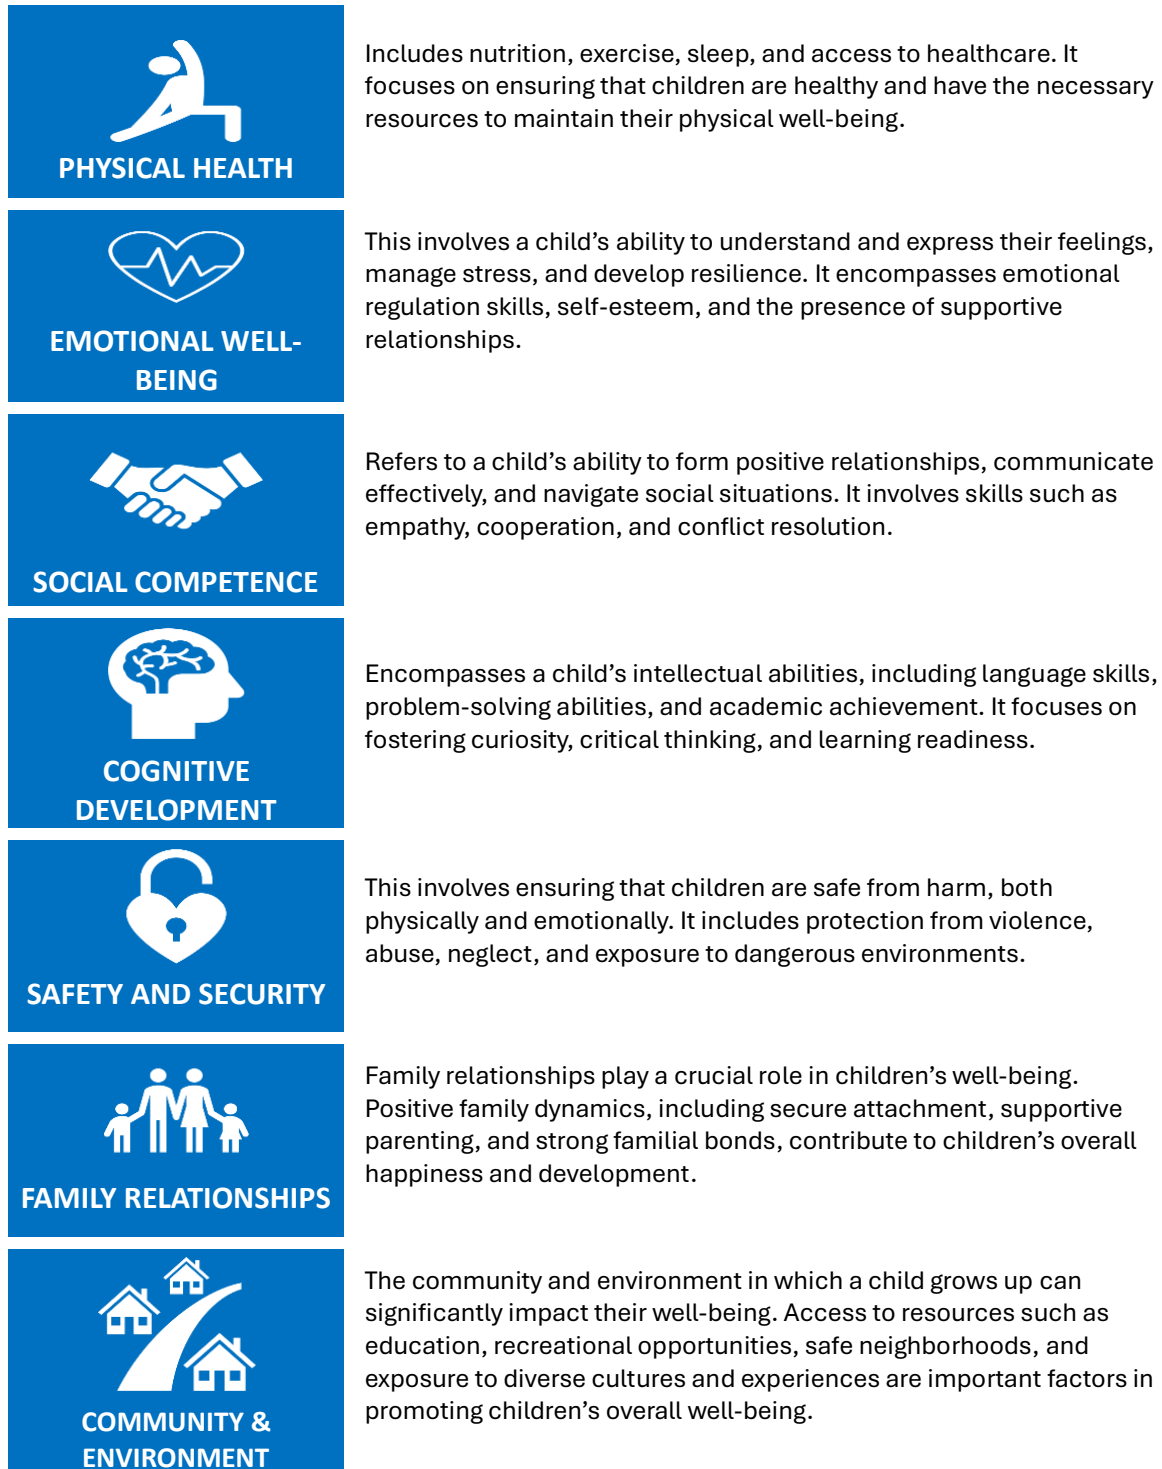 PHYSICAL HEALTH
Includes nutrition, exercise, sleep, and access to healthcare. It
focuses on ensuring that children are healthy and have the necessary
resources to maintain their physical well-being.
EMOTIONAL WELL-
BEING
This involves a child’s ability to understand and express their feelings,
manage stress, and develop resilience. It encompasses emotional
regulation skills, self-esteem, and the presence of supportive
relationships.
SOCIAL COMPETENCE
Refers to a child’s ability to form positive relationships, communicate
effectively, and navigate social situations. It involves skills such as
empathy, cooperation, and conflict resolution.
COGNITIVE
DEVELOPMENT
Encompasses a child’s intellectual abilities, including language skills,
problem-solving abilities, and academic achievement. It focuses on
fostering curiosity, critical thinking, and learning readiness.
SAFETY AND SECURITY
This involves ensuring that children are safe from harm, both
physically and emotionally. It includes protection from violence,
abuse, neglect, and exposure to dangerous environments.
FAMILY RELATIONSHIPS
Family relationships play a crucial role in children’s well-being.
Positive family dynamics, including secure attachment, supportive
parenting, and strong familial bonds, contribute to children’s overall
happiness and development.
COMMUNITY &
ENVIRONMENT
The community and environment in which a child grows up can
significantly impact their well-being. Access to resources such as
education, recreational opportunities, safe neighborhoods, and
exposure to diverse cultures and experiences are important factors in
promoting children’s overall well-being.